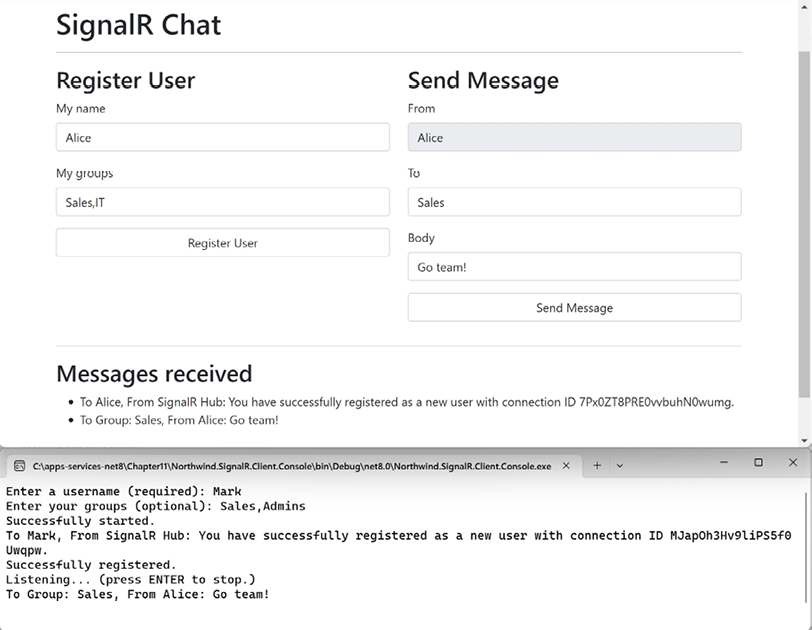 SignalR Chat
Register User
My name
Alice
My groups
Sales,IT
Register User
Send Message
From
Alice
To
Sales
Body
Go team!
Send Message
Messages received
• To Alice, From SignalR Hub: You have successfully registered as a new user with connection ID 7Px0ZT8PRE0vvbuhN0wumg.
• To Group: Sales, From Alice: Go team!
C:\apps-services-net8\Chapter11\Northwind.SignalR.Client.Console\bin\Debug\net8.0\Northwind.SignalR.Client.Console.exe
Enter a username (required): Mark
Enter your groups (optional): Sales,Admins
Successfully started.
To Mark, From SignalR Hub: You have successfully registered as a new user with connection ID MJapOh3Hv9liPS5f0
Uwqpw.
Successfully registered.
Listening... (press ENTER to stop.)
To Group: Sales, From Alice: Go team!